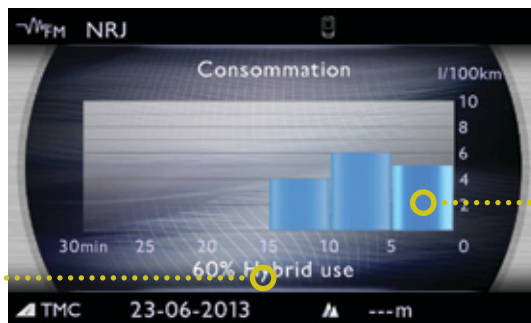 FM NRJ
Consommation
l/100km
10
8
6
4
2
30min 25 20 15 10 5 0
60% Hybrid use
TMC 23-06-2013 ---m